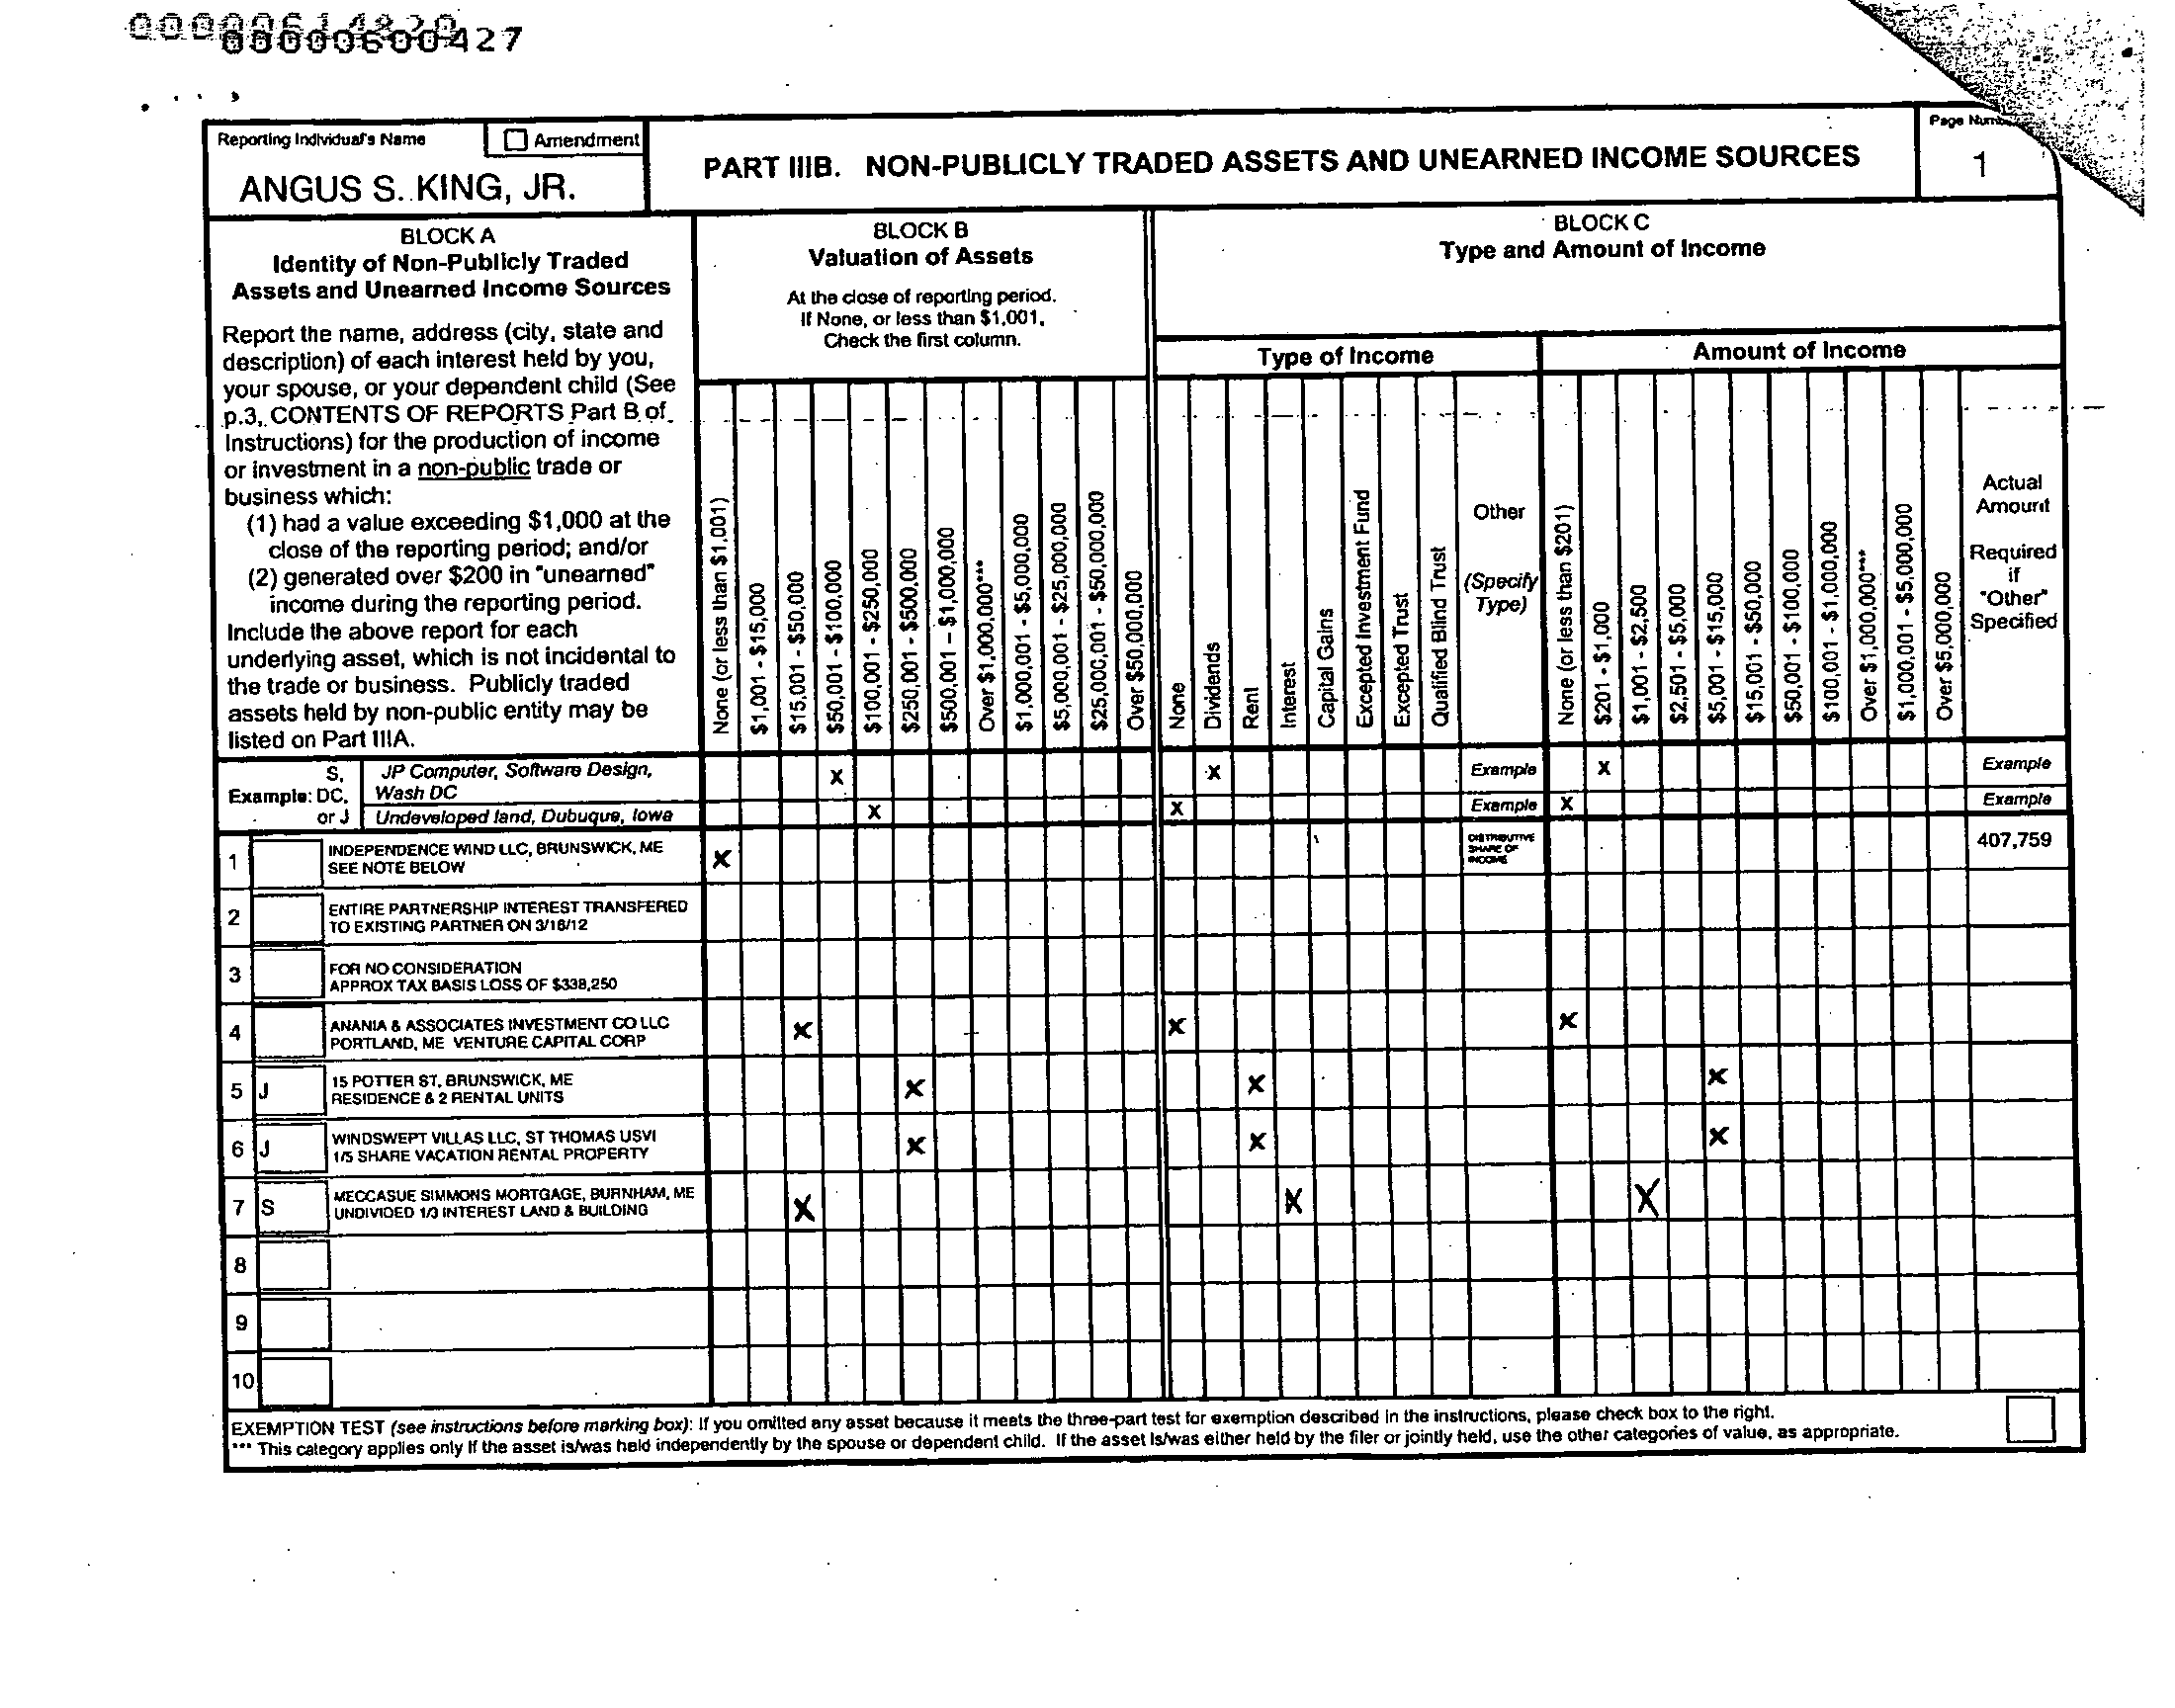 00000614820
00000600427
Reporting Individual's Name
Amendment
ANGUS S. KING, JR.
PART IIIB. NON-PUBLICLY TRADED ASSETS AND UNEARNED INCOME SOURCES
Page
1
BLOCK A
Identity of Non-Publicly Traded
Assets and Unearned Income Sources
Report the name, address (city, state and
description) of each interest held by you,
your spouse, or your dependent child (See
p.3, CONTENTS OF REPORTS Part B of
Instructions) for the production of income
or investment in a non-public trade or
business which:
(1) had a value exceeding $1,000 at the
close of the reporting period; and/or
(2) generated over $200 in "unearned"
income during the reporting period.
Include the above report for each
underlying asset, which is not incidental to
the trade or business. Publicly traded
assets held by non-public entity may be
listed on Part IIIA.
BLOCK B
Valuation of Assets
At the close of reporting period.
If None, or less than $1,001,
Check the first column.
None (or less than $1,001)
$1,001 - $15,000
$15,001 - $50,000
$50,001 - $100,000
$100,001 - $250,000
$250,001 - $500,000
$500,001 – $1,000,000
Over $1,000,000***
$1,000,001 - $5,000,000
$5,000,001 - $25,000,000
$25,000,001 - $50,000,000
Over $50,000,000
BLOCK C
Type and Amount of Income
Type of Income
None
Dividends
Rent
Interest
Capital Gains
Excepted Investment Fund
Excepted Trust
Qualified Blind Trust
Other
(Specify
Type)
Amount of Income
None (or less than $201)
$201 - $1,000
$1,001 - $2,500
$2,501 - $5,000
$5,001 - $15,000
$15,001 - $50,000
$50,001 - $100,000
$100,001 - $1,000,000
Over $1,000,000***
$1,000,001 - $5,000,000
Over $5,000,000
Actual
Amount
Required
if
"Other"
Specified
Example:
S,
DC,
or J
JP Computer, Software Design,
Wash DC
X X Example X Example
Undeveloped land, Dubuque, Iowa X X Example X Example
1 INDEPENDENCE WIND LLC, BRUNSWICK, ME
SEE NOTE BELOW
X
DISTRIBUTIVE
SHARE OF
INCOME
407,759
2 ENTIRE PARTNERSHIP INTEREST TRANSFERED
TO EXISTING PARTNER ON 3/16/12
3 FOR NO CONSIDERATION
APPROX TAX BASIS LOSS OF $338,250
4 ANANIA & ASSOCIATES INVESTMENT CO LLC
PORTLAND, ME VENTURE CAPITAL CORP
X X X
5 J 15 POTTER ST, BRUNSWICK, ME
RESIDENCE & 2 RENTAL UNITS
X X X
6 J WINDSWEPT VILLAS LLC, ST THOMAS USVI
1/5 SHARE VACATION RENTAL PROPERTY
X X X
7 S MECCASUE SIMMONS MORTGAGE, BURNHAM, ME
UNDIVIDED 1/3 INTEREST LAND & BUILDING
X X X
8
9
10
EXEMPTION TEST (see instructions before marking box): If you omitted any asset because it meets the three-part test for exemption described in the instructions, please check box to the right.
*** This category applies only if the asset is/was held independently by the spouse or dependent child. If the asset is/was either held by the filer or jointly held, use the other categories of value, as appropriate.